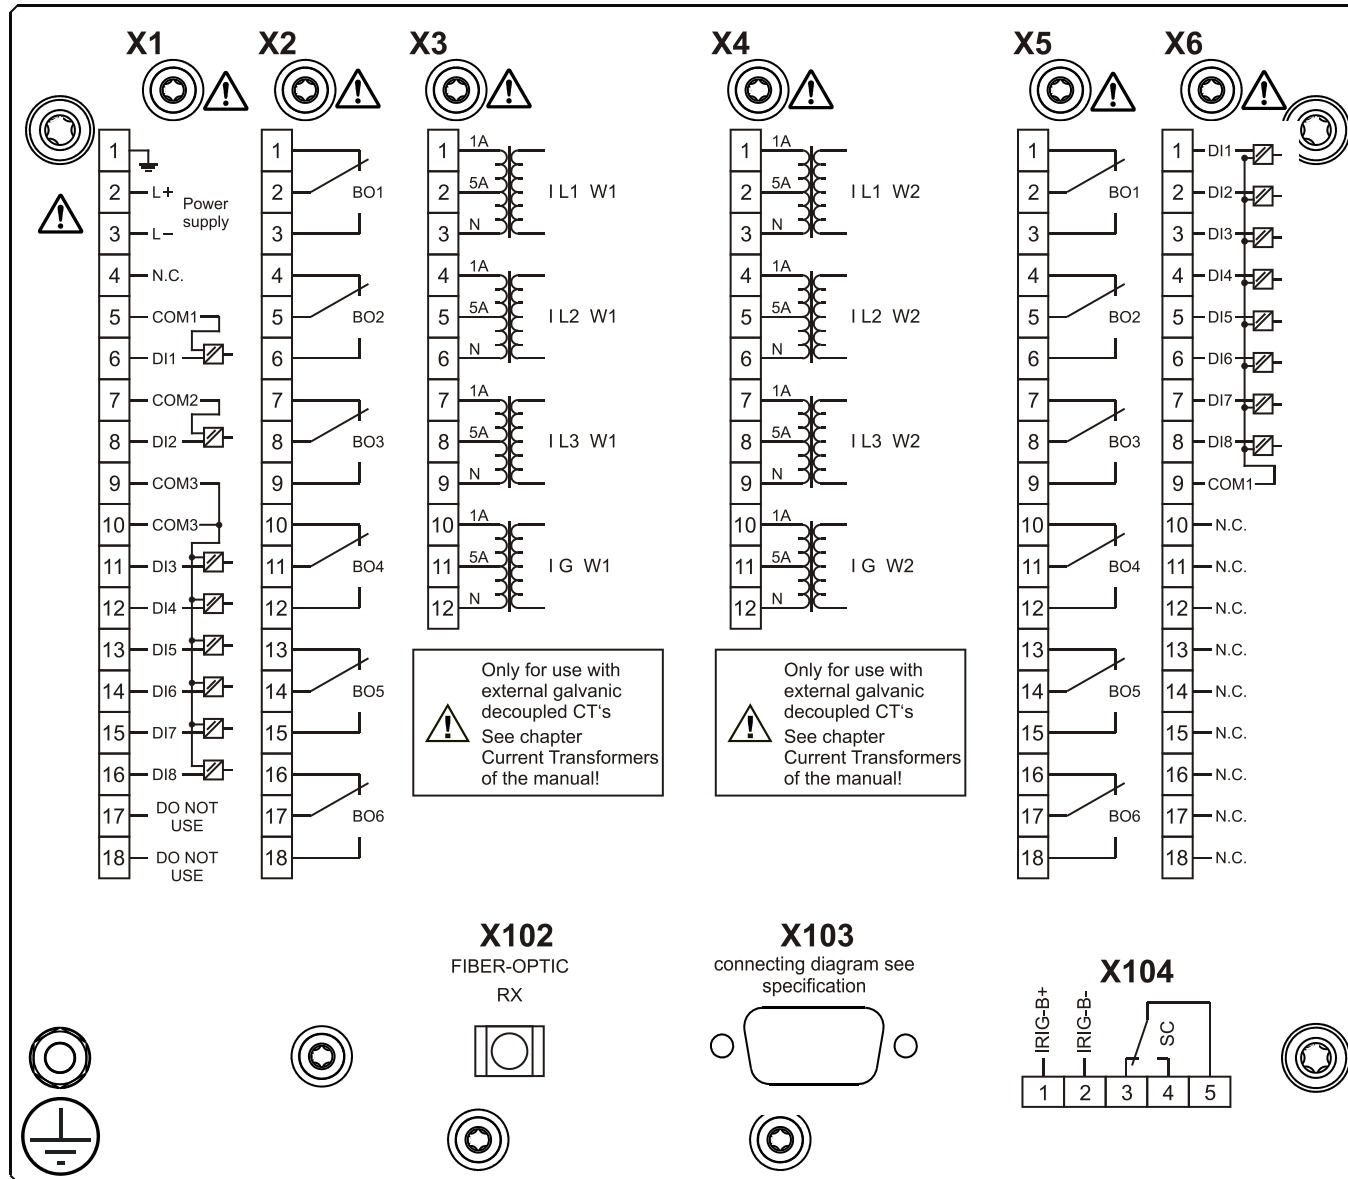 X1
1
2 L+ Power
3 L− supply
4 N.C.
5 COM1
6 DI1
7 COM2
8 DI2
9 COM3
10 COM3
11 DI3
12 DI4
13 DI5
14 DI6
15 DI7
16 DI8
17 DO NOT
USE
18 DO NOT
USE
X2
1
2 BO1
3
4
5 BO2
6
7
8 BO3
9
10
11 BO4
12
13
14 BO5
15
16
17 BO6
18
X3
1 1A
2 5A I L1 W1
3 N
4 1A
5 5A I L2 W1
6 N
7 1A
8 5A I L3 W1
9 N
10 1A
11 5A I G W1
12 N
Only for use with
external galvanic
decoupled CT‘s
See chapter
Current Transformers
of the manual!
X4
1 1A
2 5A I L1 W2
3 N
4 1A
5 5A I L2 W2
6 N
7 1A
8 5A I L3 W2
9 N
10 1A
11 5A I G W2
12 N
Only for use with
external galvanic
decoupled CT‘s
See chapter
Current Transformers
of the manual!
X5
1
2 BO1
3
4
5 BO2
6
7
8 BO3
9
10
11 BO4
12
13
14 BO5
15
16
17 BO6
18
X6
1 DI1
2 DI2
3 DI3
4 DI4
5 DI5
6 DI6
7 DI7
8 DI8
9 COM1
10 N.C.
11 N.C.
12 N.C.
13 N.C.
14 N.C.
15 N.C.
16 N.C.
17 N.C.
18 N.C.
X102
FIBER-OPTIC
RX
X103
connecting diagram see
specification
X104
IRIG-B+
IRIG-B-
SC
1 2 3 4 5